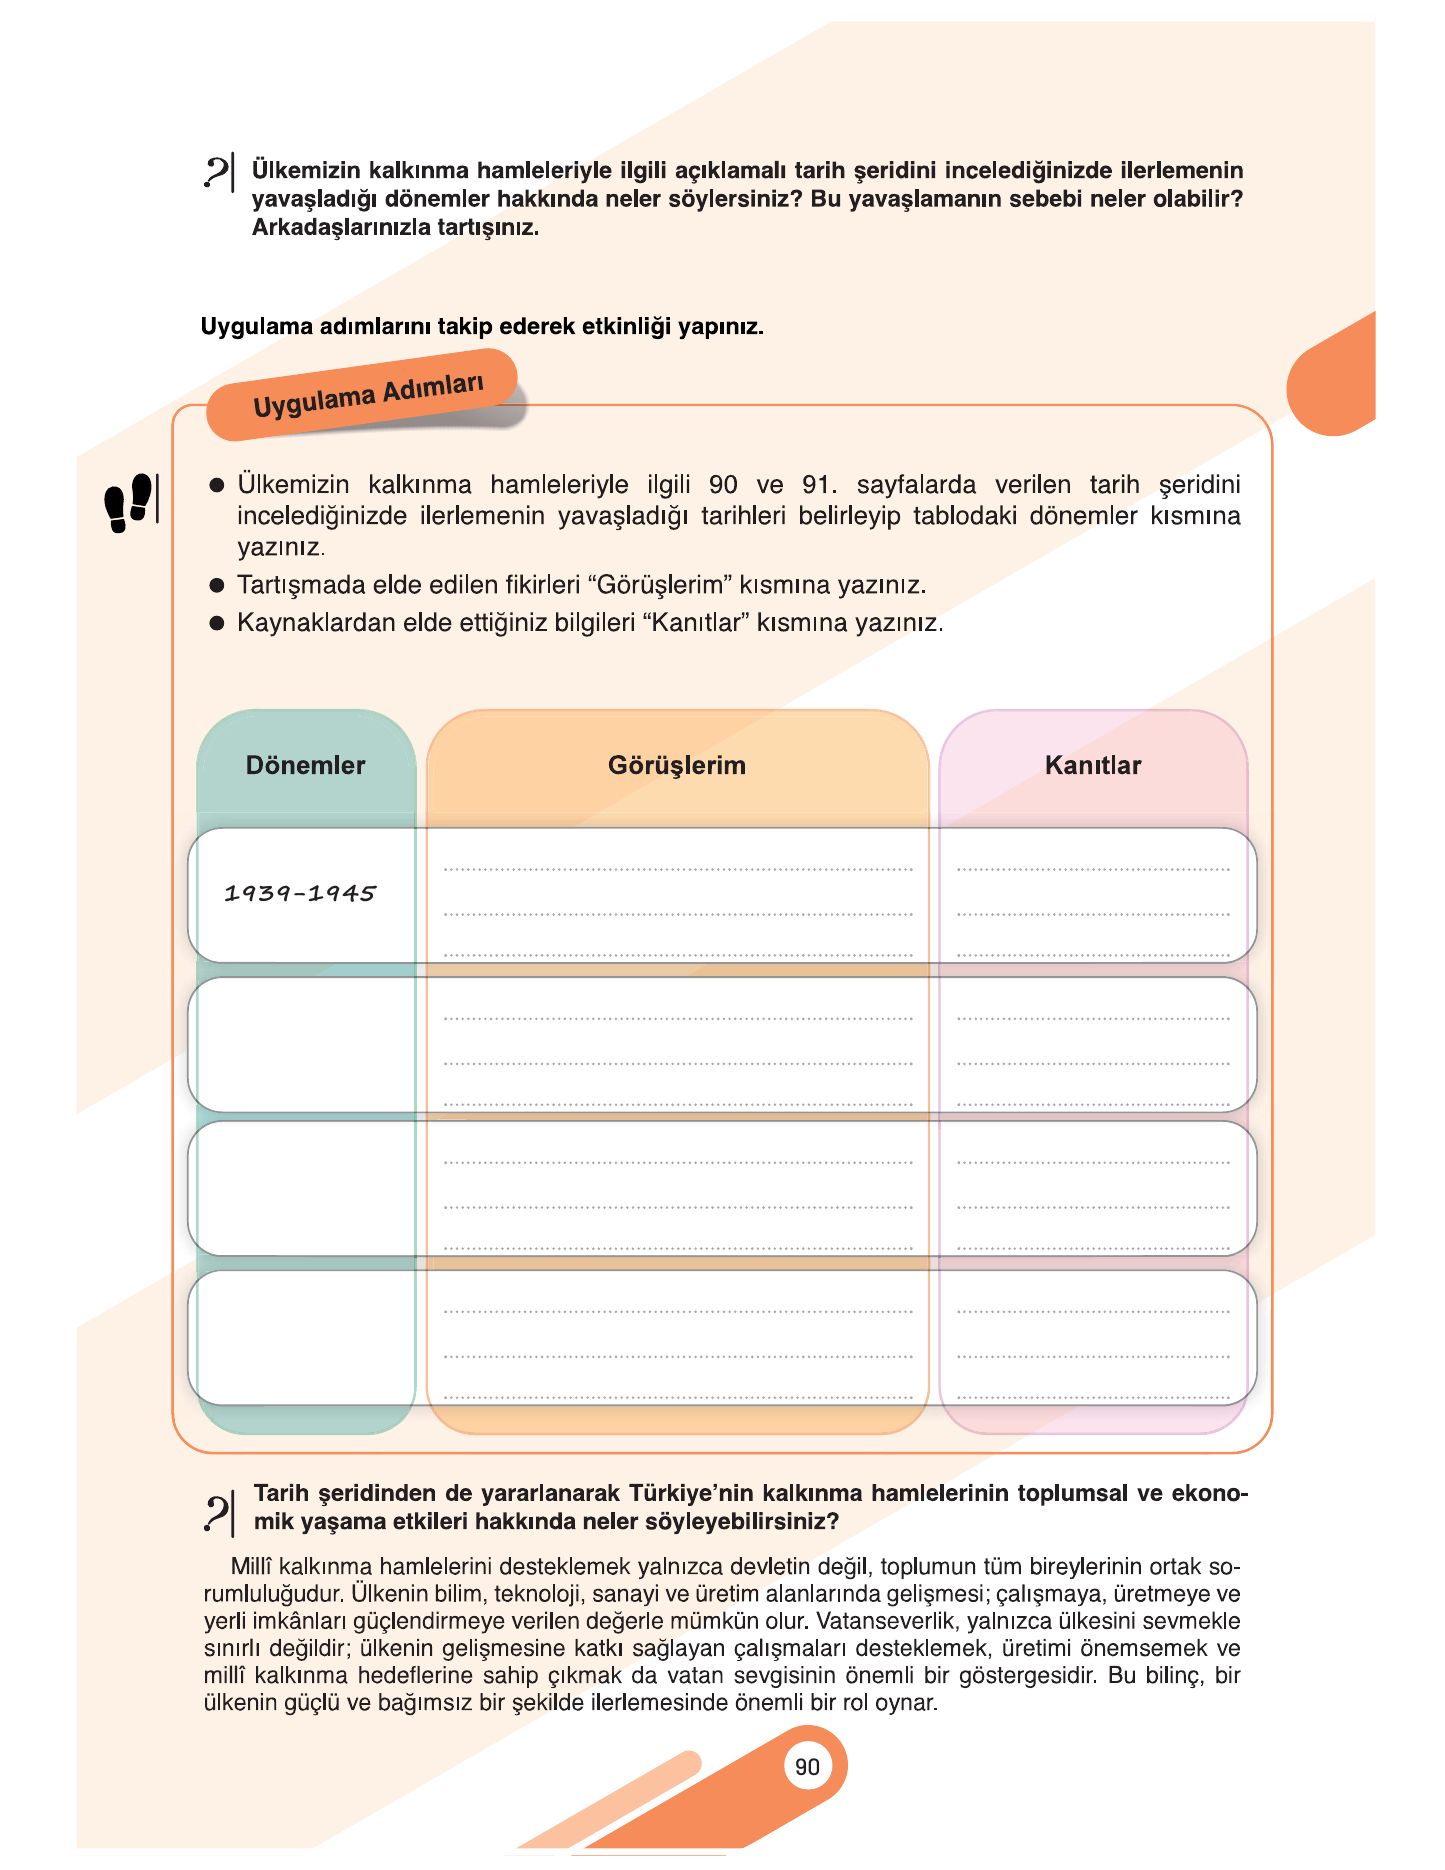 Ülkemizin kalkınma hamleleriyle ilgili açıklamalı tarih şeridini incelediğinizde ilerlemenin
yavaşladığı dönemler hakkında neler söylersiniz? Bu yavaşlamanın sebebi neler olabilir?
Arkadaşlarınızla tartışınız.
Uygulama adımlarını takip ederek etkinliği yapınız.
Uygulama Adımları
● Ülkemizin kalkınma hamleleriyle ilgili 90 ve 91. sayfalarda verilen tarih şeridini
incelediğinizde ilerlemenin yavaşladığı tarihleri belirleyip tablodaki dönemler kısmına
yazınız.
● Tartışmada elde edilen fikirleri “Görüşlerim” kısmına yazınız.
● Kaynaklardan elde ettiğiniz bilgileri “Kanıtlar” kısmına yazınız.
Dönemler Görüşlerim Kanıtlar
1939-1945
Tarih şeridinden de yararlanarak Türkiye’nin kalkınma hamlelerinin toplumsal ve ekono-
mik yaşama etkileri hakkında neler söyleyebilirsiniz?
Millî kalkınma hamlelerini desteklemek yalnızca devletin değil, toplumun tüm bireylerinin ortak so-
rumluluğudur. Ülkenin bilim, teknoloji, sanayi ve üretim alanlarında gelişmesi; çalışmaya, üretmeye ve
yerli imkânları güçlendirmeye verilen değerle mümkün olur. Vatanseverlik, yalnızca ülkesini sevmekle
sınırlı değildir; ülkenin gelişmesine katkı sağlayan çalışmaları desteklemek, üretimi önemsemek ve
millî kalkınma hedeflerine sahip çıkmak da vatan sevgisinin önemli bir göstergesidir. Bu bilinç, bir
ülkenin güçlü ve bağımsız bir şekilde ilerlemesinde önemli bir rol oynar.
90